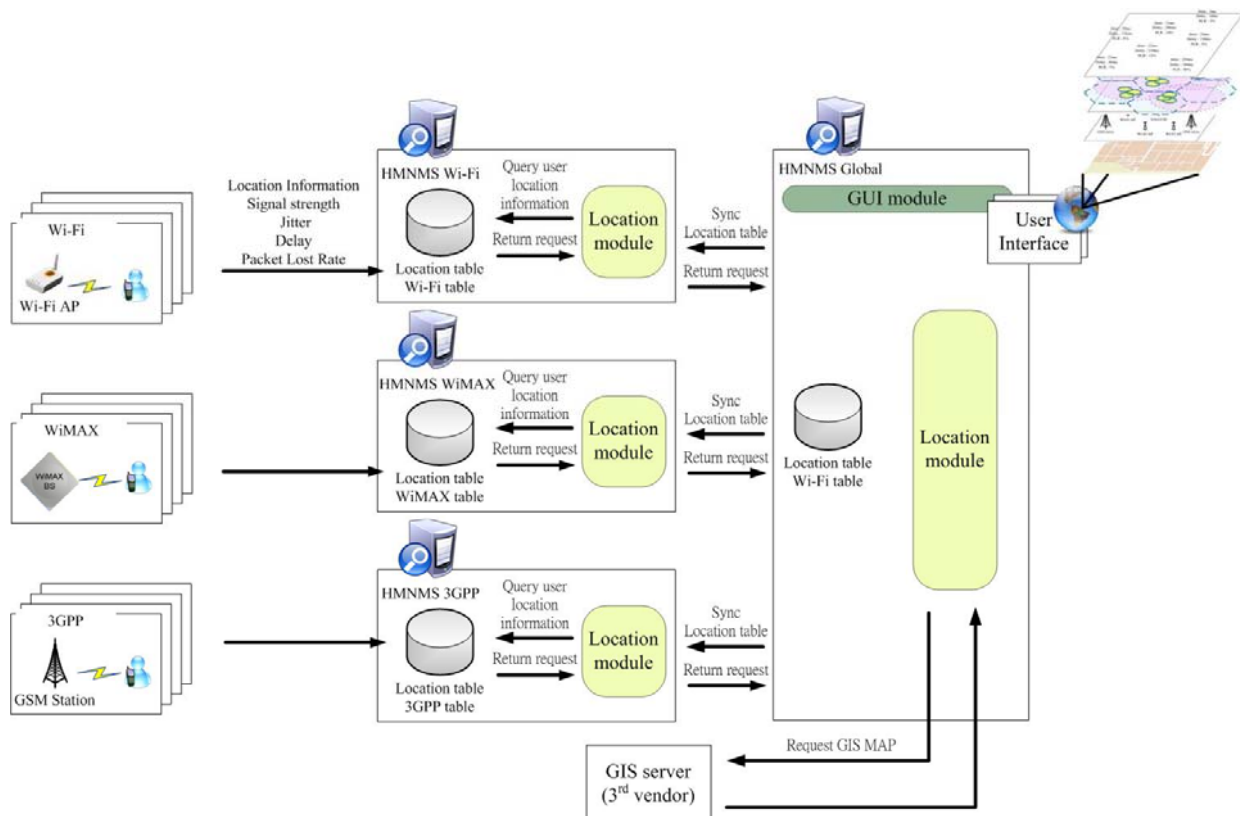 Location Information
Signal strength
Jitter
Delay
Packet Lost Rate
Wi-Fi
Wi-Fi AP
HMNMS Wi-Fi
Query user
location
information
Return request
Location table
Wi-Fi table
Location
module
Sync
Location table
Return request
HMNMS Global
GUI module
User
Interface
WiMAX
WiMAX
BS
HMNMS WiMAX
Query user
location
information
Return request
Location table
WiMAX table
Location
module
Sync
Location table
Return request
Location table
Wi-Fi table
Location
module
3GPP
GSM Station
HMNMS 3GPP
Query user
location
information
Return request
Location table
3GPP table
Location
module
Sync
Location table
Return request
Request GIS MAP
GIS server
(3rd vendor)